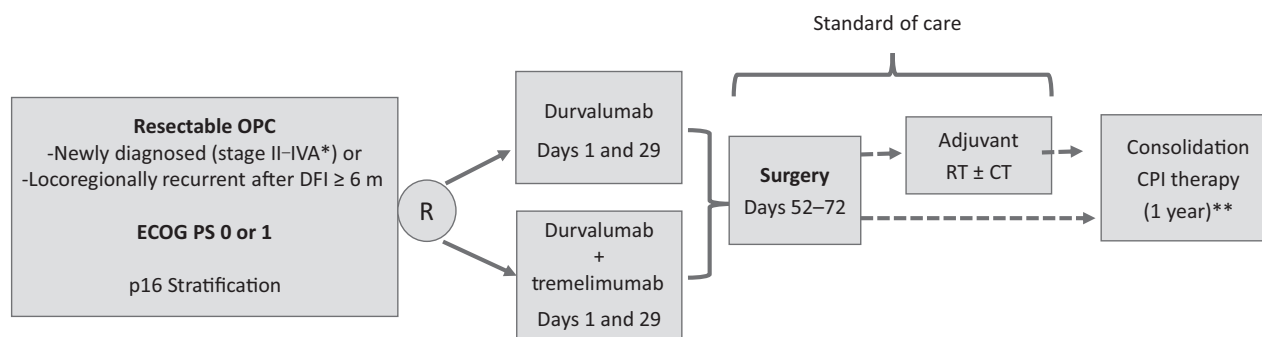 Standard of care
Resectable OPC
-Newly diagnosed (stage II–IVA*) or
-Locoregionally recurrent after DFI ≥ 6 m
ECOG PS 0 or 1
p16 Stratification
R
Durvalumab
Days 1 and 29
Durvalumab
+
tremelimumab
Days 1 and 29
Surgery
Days 52–72
Adjuvant
RT ± CT
Consolidation
CPI therapy
(1 year)**